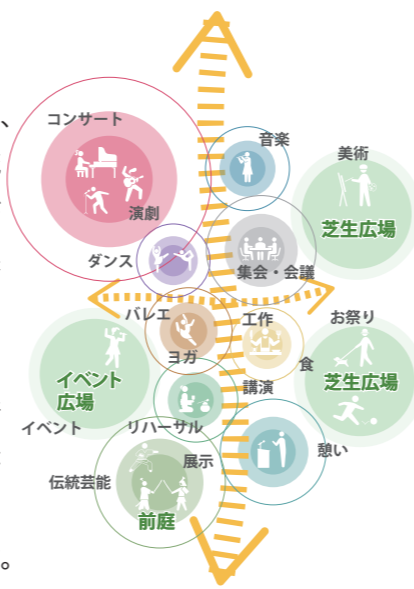 、
コンサート
音楽
美術
演劇
芝生広場
ダンス
集会・会議
バレエ
工作
お祭り
ヨガ
食
イベント
広場
芝生広場
講演
イベント
リハーサル
憩い
展示
伝統芸能
前庭
。